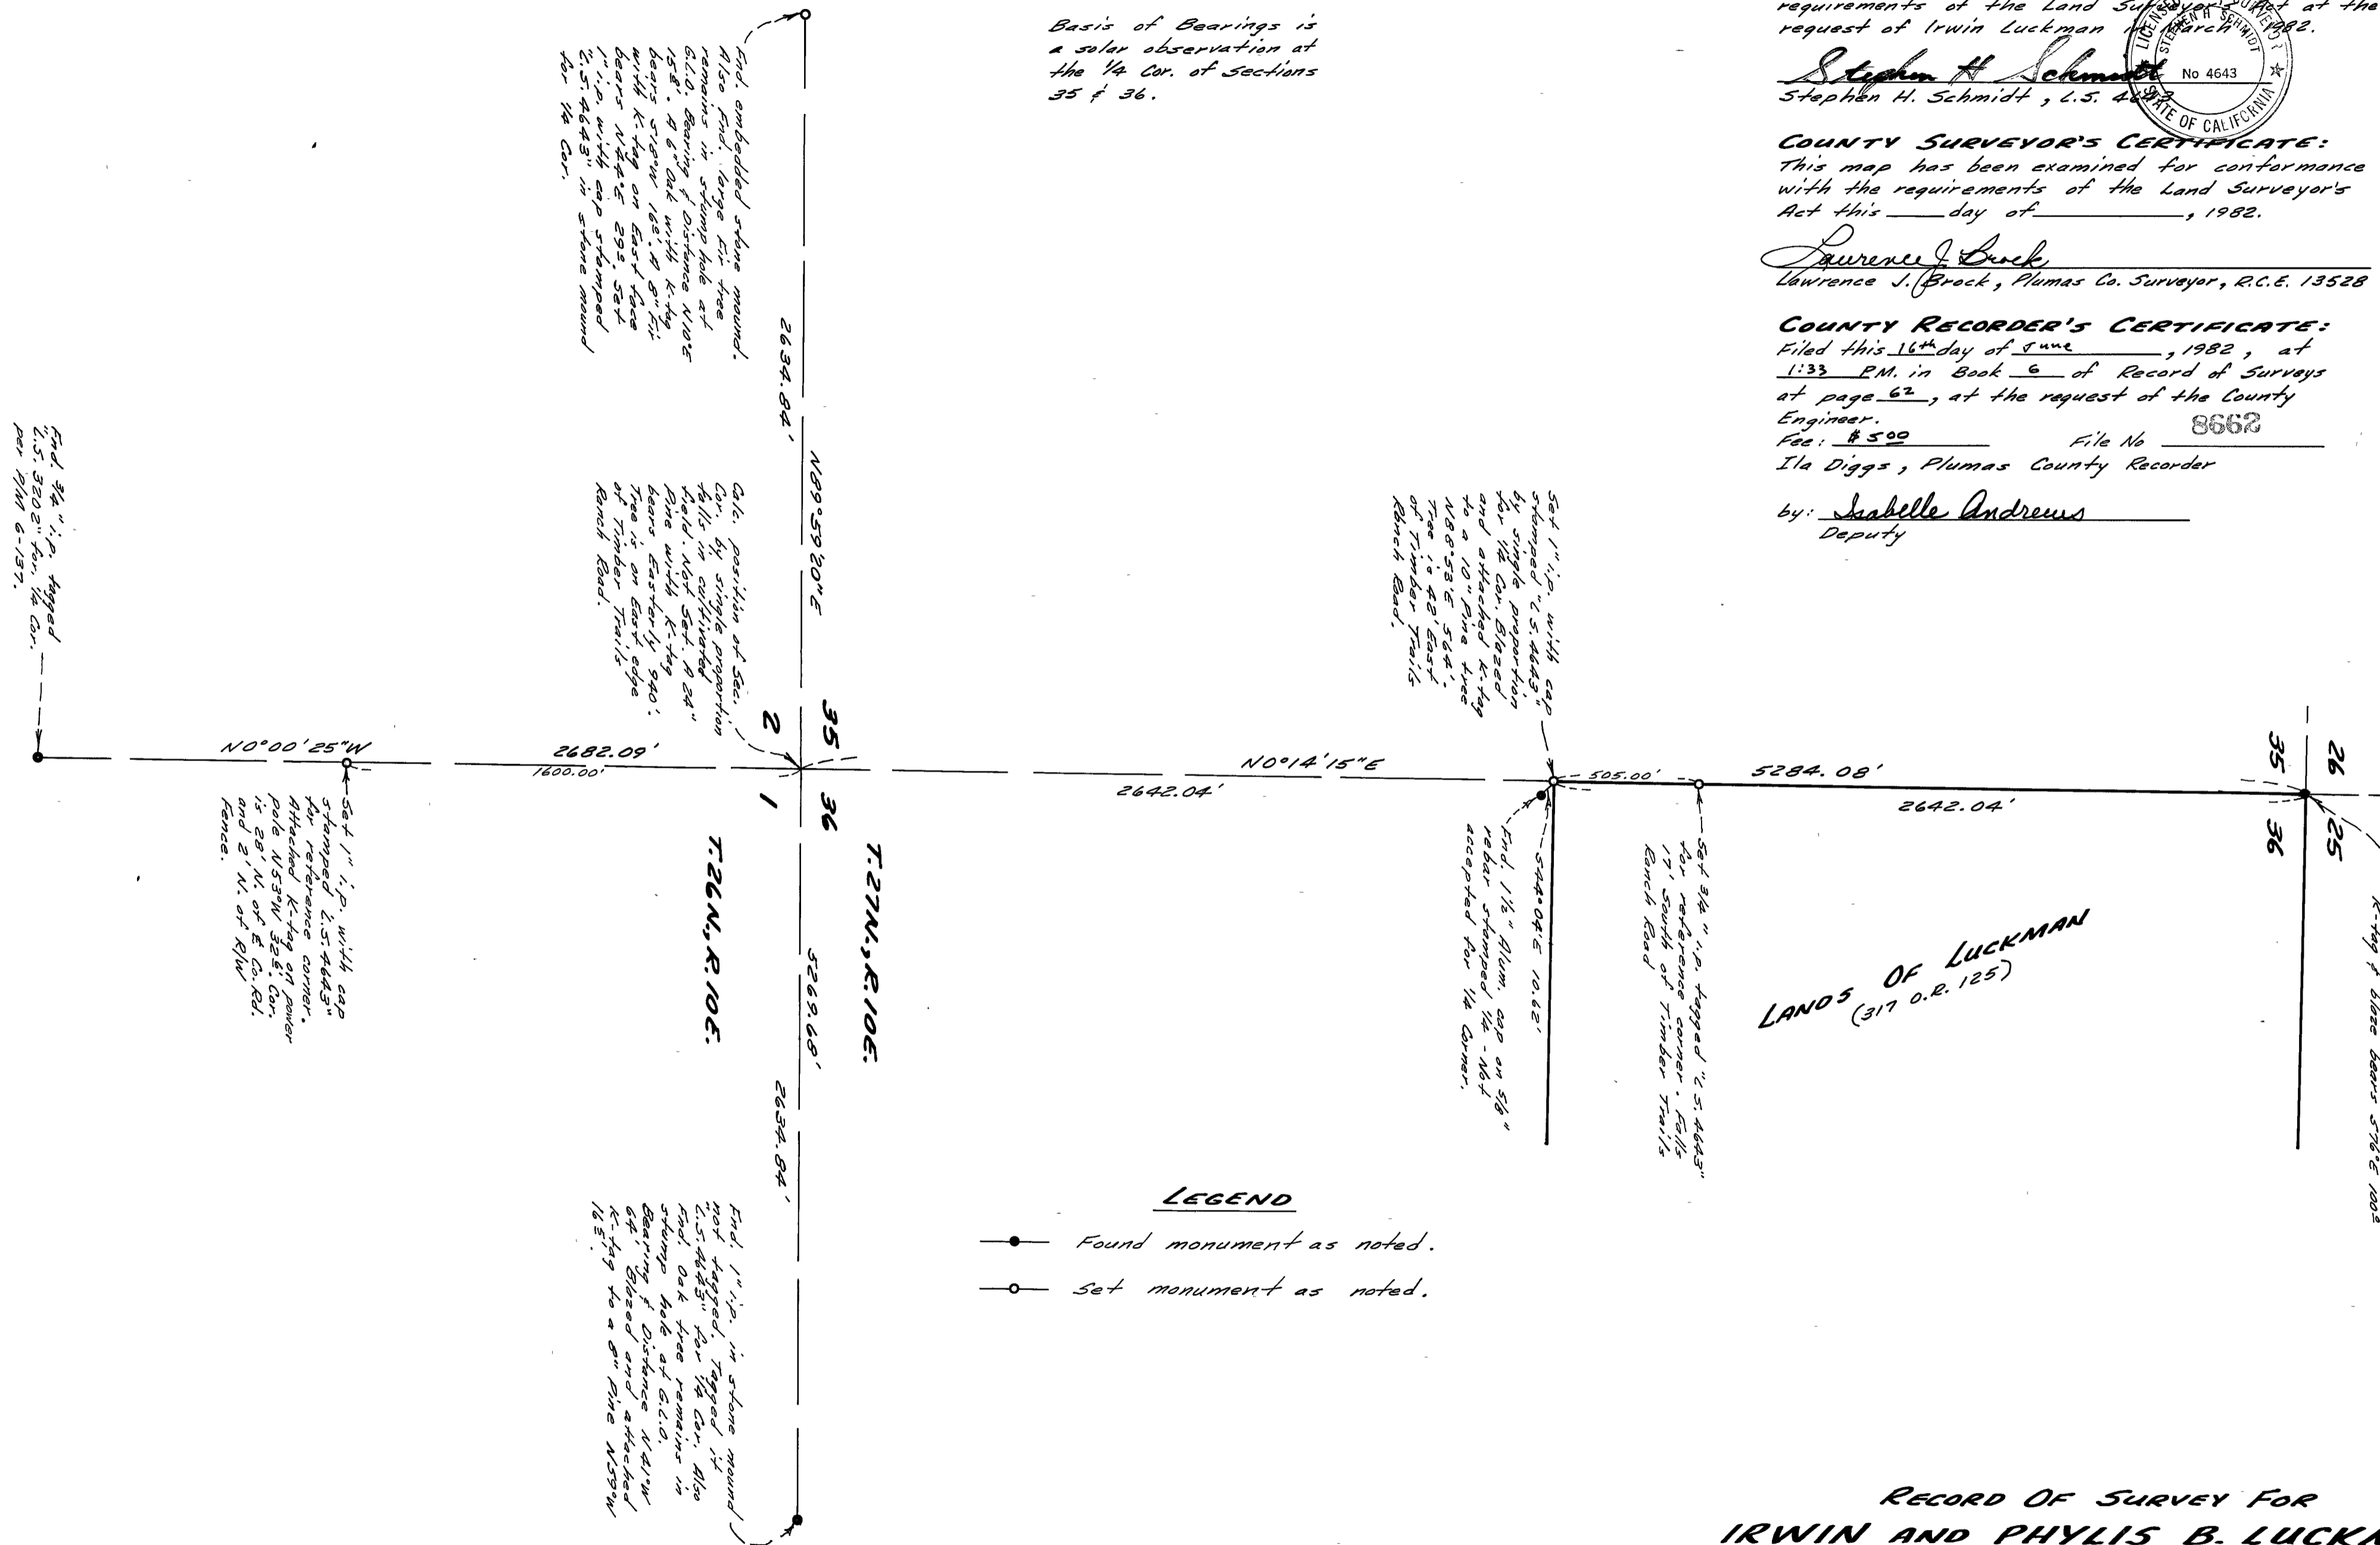 Basis of Bearings is
a solar observation at
the 1/4 Cor. of Sections
35 & 36.
requirements of the Land Surveyor's Act at the
request of Irwin Luckman in March 1982.
Stephen H Schmidt
Stephen H. Schmidt, L.S. 4643
LICENSED SURVEYOR
STEPHEN H SCHMIDT
No 4643
STATE OF CALIFORNIA
COUNTY SURVEYOR'S CERTIFICATE:
This map has been examined for conformance
with the requirements of the Land Surveyor's
Act this ___ day of ___, 1982.
Lawrence J. Brock
Lawrence J. Brock, Plumas Co. Surveyor, R.C.E. 13528
COUNTY RECORDER'S CERTIFICATE:
Filed this 16th day of June, 1982, at
1:33 P.M. in Book 6 of Record of Surveys
at page 62, at the request of the County
Engineer.
Fee: $5 00 File No 8662
Ila Diggs, Plumas County Recorder
by: Isabelle Andrews
Deputy
Fnd. embedded stone mound.
Also Fnd. large Fir tree
remains in stump hole at
G.L.O. Bearing & Distance N10°E
158'. A 6" Oak with K-tag
bears S18°W 16.8'. A 8" Fir
with K-tag on East face
bears N44°E 29.3'. Set
1" i.p. with cap stamped
"L.S. 4643" in stone mound
for 1/4 Cor.
2634.84'
N89°59'20"E
Calc. position of Sec.
Cor. by single proportion
falls in cultivated
field. Not Set. A 24"
Pine with K-tag
bears Easterly 940'.
Tree is on East edge
of Timber Trails
Ranch Road.
Fnd. 3/4" i.p. tagged
"L.S. 3202" for 1/4 Cor.
per P/M 6-137.
N0°00'25"W
2682.09'
1600.00'
Set 1" i.p. with cap
stamped "L.S. 4643"
for reference corner.
Attached K-tag on power
pole N53°W 32.6'. Cor.
is 28' N. of ₵ Co. Rd.
and 2' N. of R/W
Fence.
2
35
1
36
T.26N., R.10E.
T.27N., R.10E.
5269.68'
2634.84'
Fnd. 1" i.p. in stone mound
not tagged. Tagged it
"L.S. 4643" for 1/4 Cor. Also
Fnd. Oak tree remains in
stump hole at G.L.O.
Bearing & Distance N41°W
64'. Blazed and attached
K-tag to a 8" Pine N59°W
16.5'.
Set 1" i.p. with cap
stamped "L.S. 4643"
by single proportion
for 1/4 Cor. Blazed
and attached K-tag
to a 10" Pine tree
N88°53'E 56.4'.
Tree is 42' East
of Timber Trails
Ranch Road.
N0°14'15"E
2642.04'
505.00'
5284.08'
2642.04'
S44°04'E 10.62'
Fnd. 1 1/2" Alum. cap on 5/8"
rebar stamped 1/4 - Not
accepted for 1/4 Corner.
Set 3/4" i.p. tagged "L.S. 4643"
for reference corner. Falls
17' South of Timber Trails
Ranch Road
26
35
25
36
K-tag & blaze bears S76°E 100.2
LANDS OF LUCKMAN
(317 O.R. 125)
LEGEND
Found monument as noted.
Set monument as noted.
RECORD OF SURVEY FOR
IRWIN AND PHYLIS B.